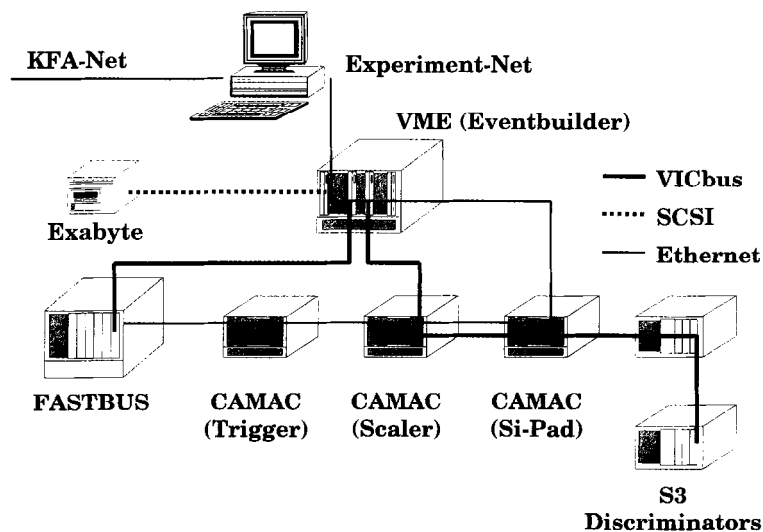 KFA-Net
Experiment-Net
VME (Eventbuilder)
VICbus
SCSI
Ethernet
Exabyte
FASTBUS
CAMAC
(Trigger)
CAMAC
(Scaler)
CAMAC
(Si-Pad)
S3
Discriminators